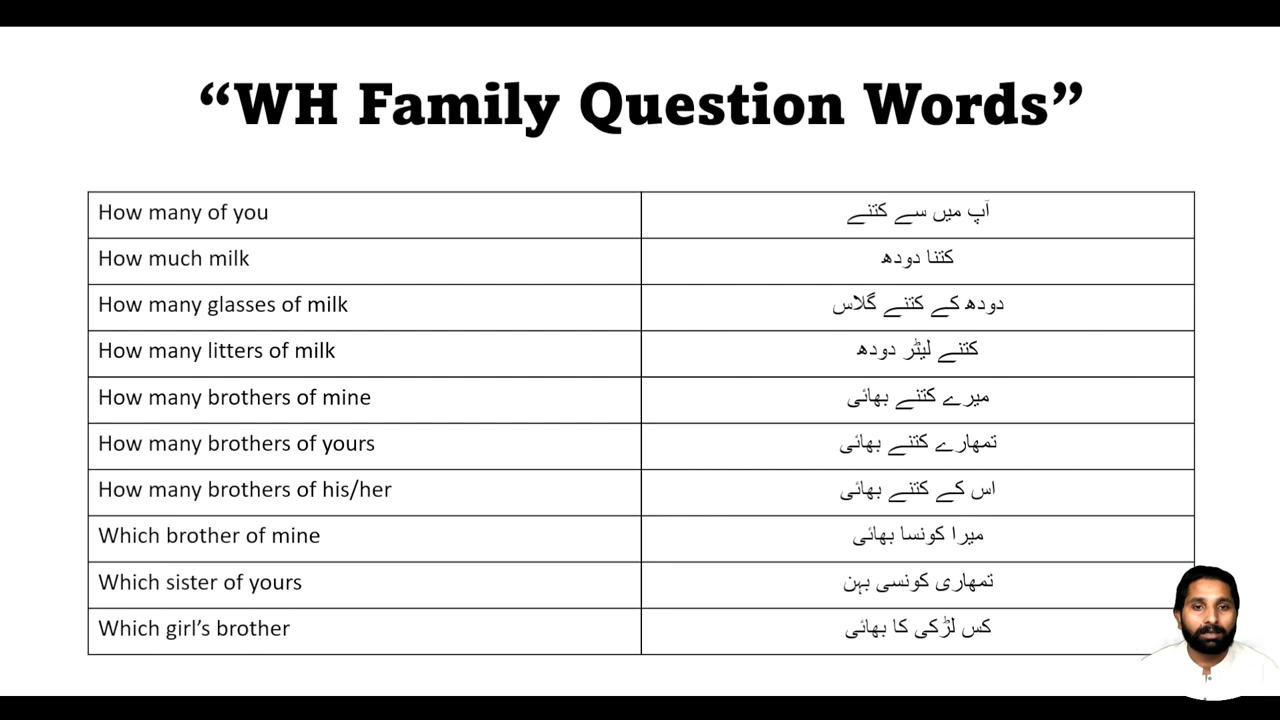 “WH Family Question Words”
How many of you
آپ میں سے کتنے
How much milk
کتنا دودھ
How many glasses of milk
دودھ کے کتنے گلاس
How many litters of milk
کتنے لیٹر دودھ
How many brothers of mine
میرے کتنے بھائی
How many brothers of yours
تمھارے کتنے بھائی
How many brothers of his/her
اس کے کتنے بھائی
Which brother of mine
میرا کونسا بھائی
Which sister of yours
تمھاری کونسی بہن
Which girl’s brother
کس لڑکی کا بھائی